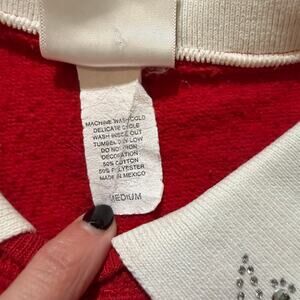 MACHINE WASH COLD
DELICATE CYCLE
WASH INSIDE OUT
TUMBLE DRY LOW
DO NOT IRON
DECORATION
50% COTTON
50% POLYESTER
MADE IN MEXICO
MEDIUM